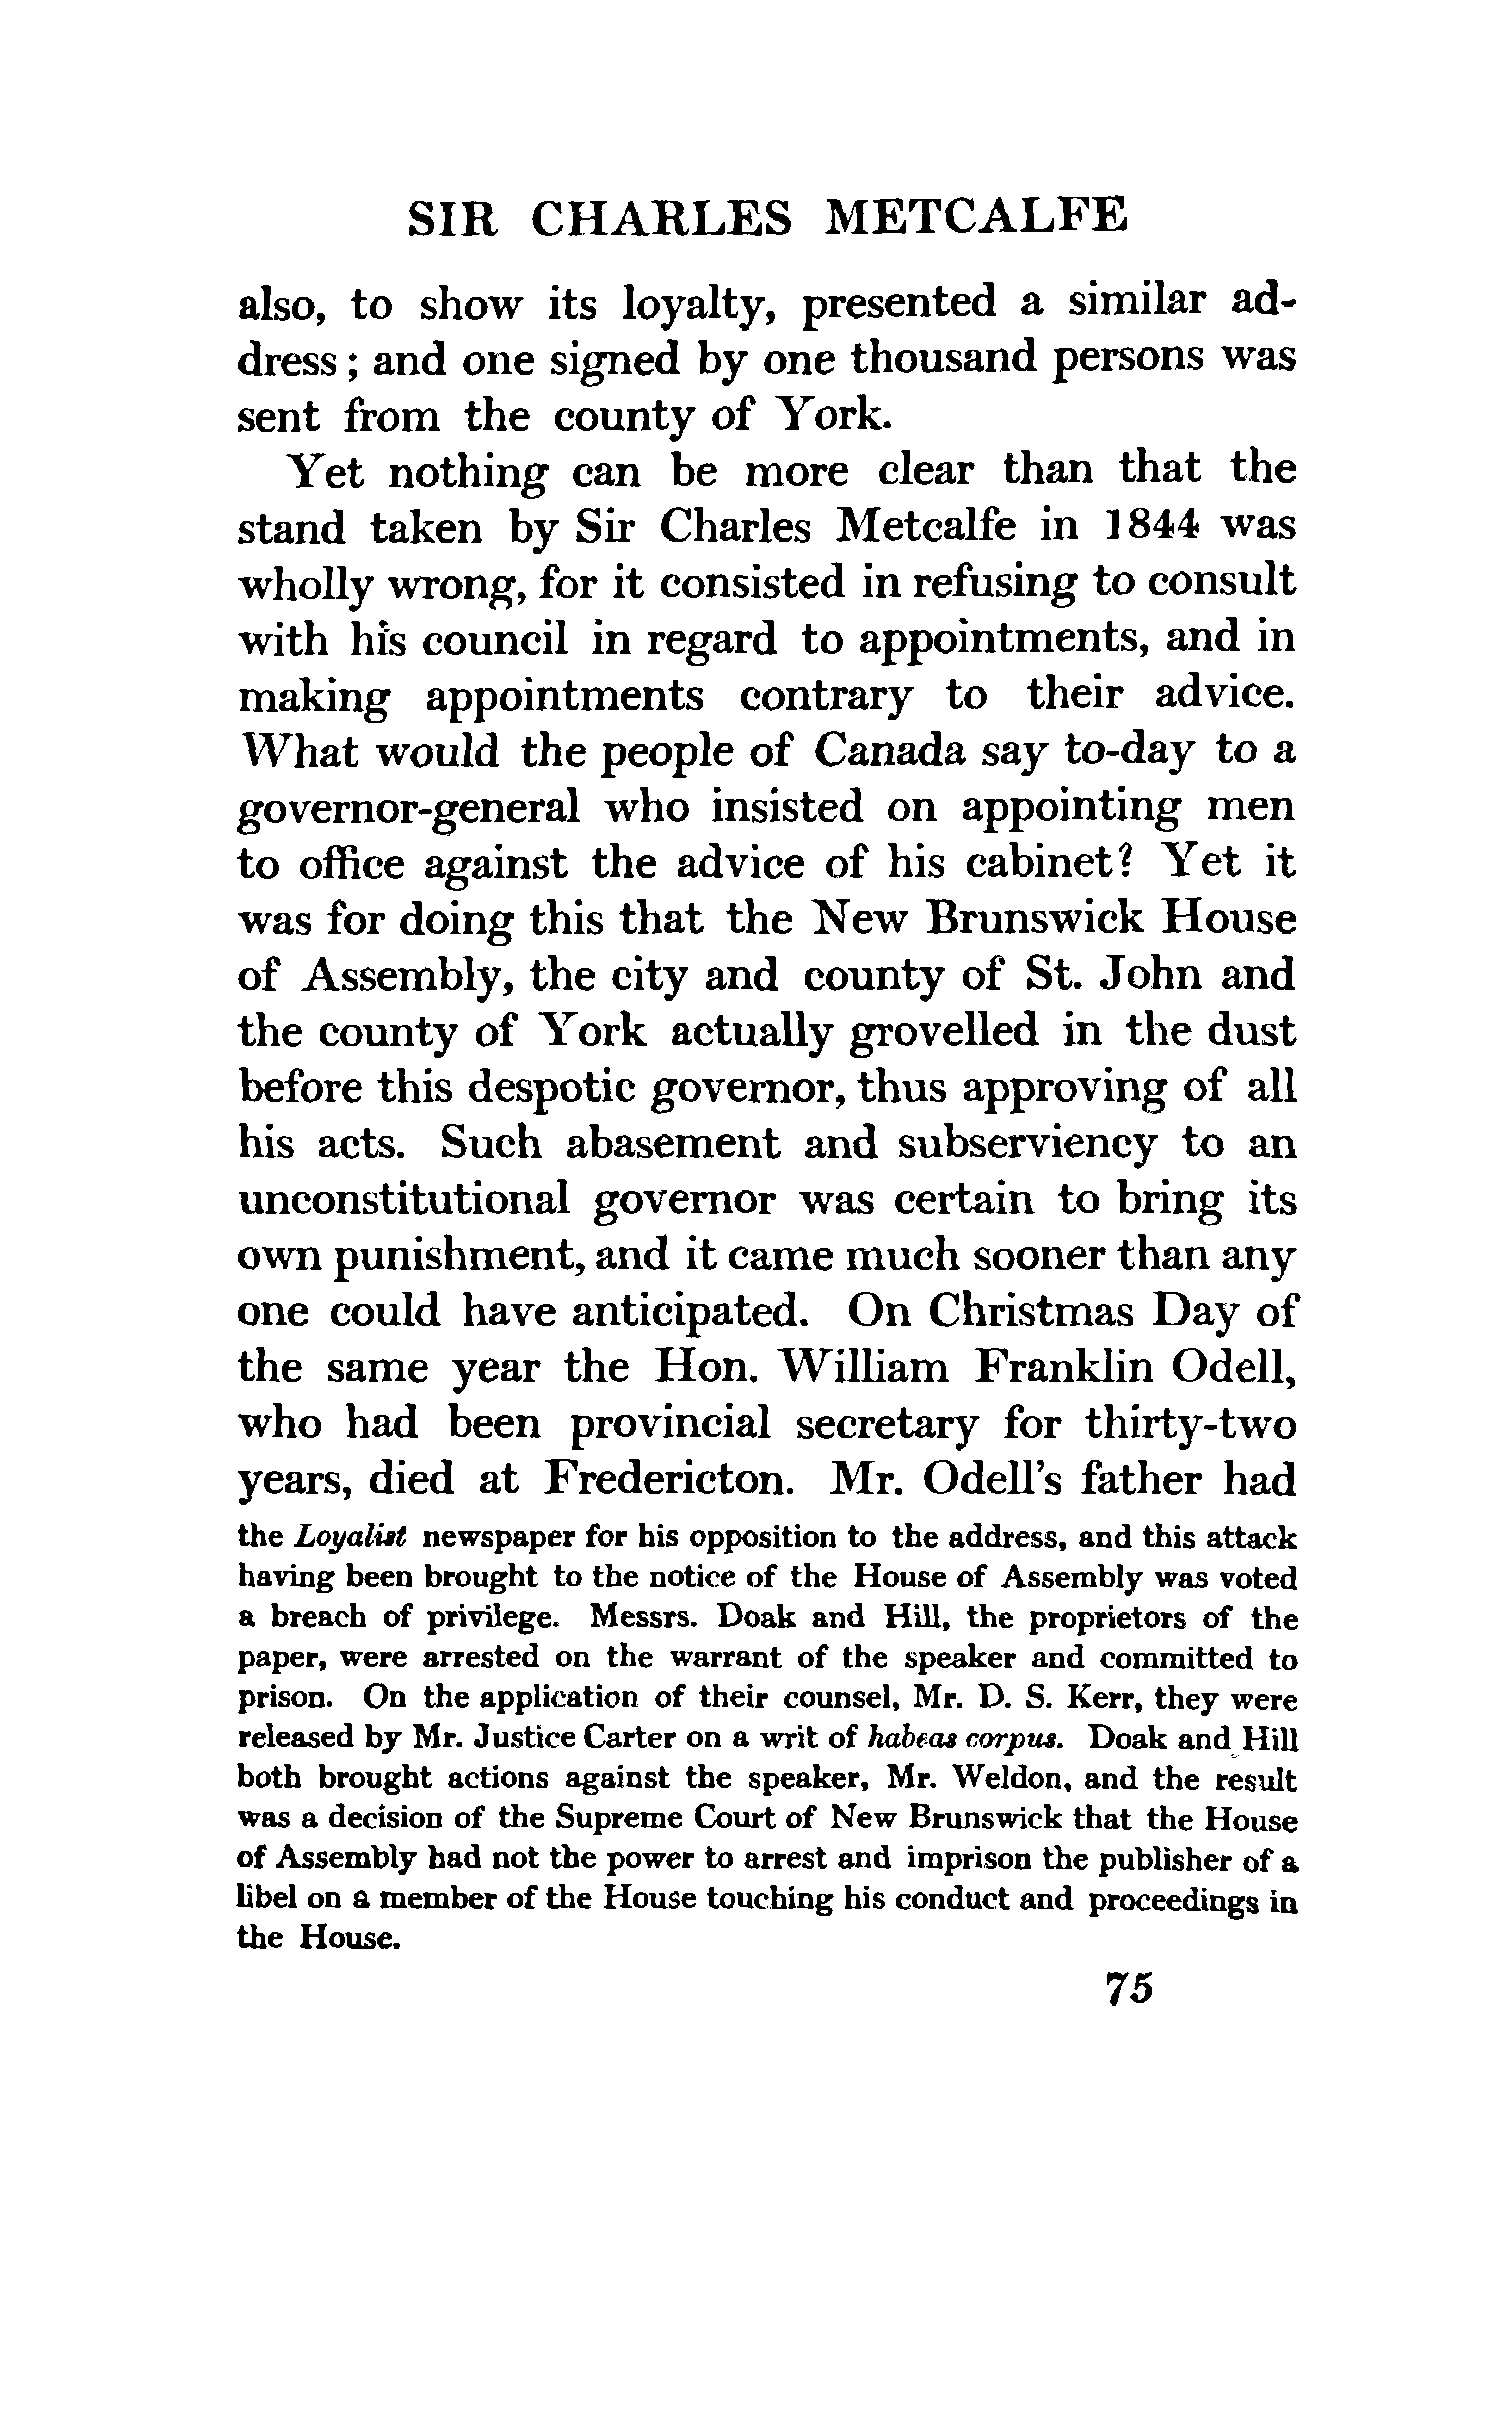 SIR CHARLES METCALFE
also, to show its loyalty, presented a similar ad-
dress; and one signed by one thousand persons was
sent from the county of York.
Yet nothing can be more clear than that the
stand taken by Sir Charles Metcalfe in 1844 was
wholly wrong, for it consisted in refusing to consult
with his council in regard to appointments, and in
making appointments contrary to their advice.
What would the people of Canada say to-day to a
governor-general who insisted on appointing men
to office against the advice of his cabinet? Yet it
was for doing this that the New Brunswick House
of Assembly, the city and county of St. John and
the county of York actually grovelled in the dust
before this despotic governor, thus approving of all
his acts. Such abasement and subserviency to an
unconstitutional governor was certain to bring its
own punishment, and it came much sooner than any
one could have anticipated. On Christmas Day of
the same year the Hon. William Franklin Odell,
who had been provincial secretary for thirty-two
years, died at Fredericton. Mr. Odell's father had
the Loyalist newspaper for his opposition to the address, and this attack
having been brought to the notice of the House of Assembly was voted
a breach of privilege. Messrs. Doak and Hill, the proprietors of the
paper, were arrested on the warrant of the speaker and committed to
prison. On the application of their counsel, Mr. D. S. Kerr, they were
released by Mr. Justice Carter on a writ of habeas corpus. Doak and Hill
both brought actions against the speaker, Mr. Weldon, and the result
was a decision of the Supreme Court of New Brunswick that the House
of Assembly had not the power to arrest and imprison the publisher of a
libel on a member of the House touching his conduct and proceedings in
the House.
75